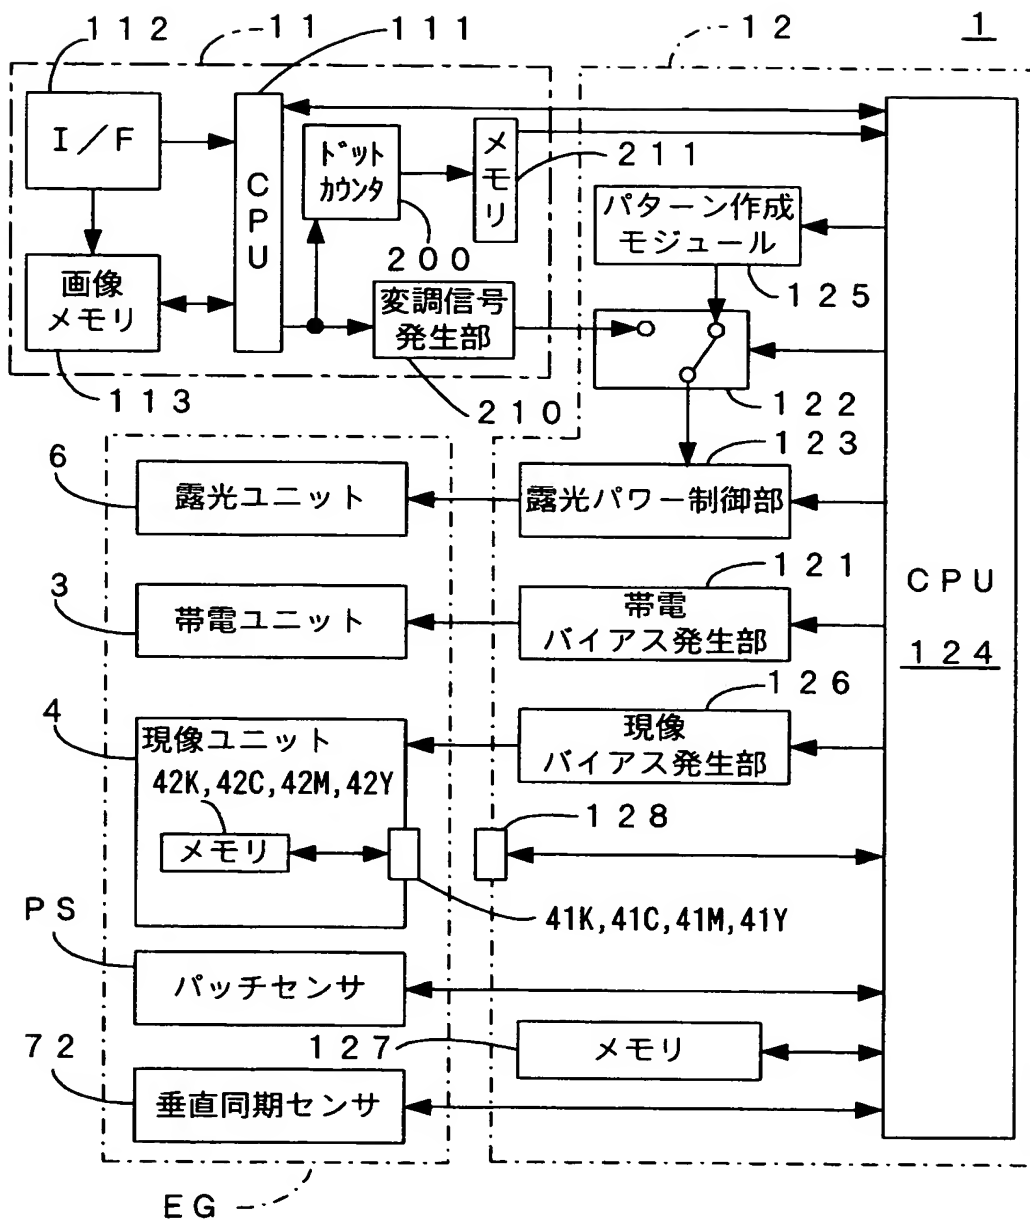 112
11
111
12
1
I/F
CPU
ドット
カウンタ
メモリ
211
パターン作成
モジュール
200
125
画像
メモリ
変調信号
発生部
113
210
122
6
123
露光ユニット
露光パワー制御部
3
121
帯電ユニット
帯電
バイアス発生部
CPU
124
4
126
現像ユニット
現像
バイアス発生部
42K,42C,42M,42Y
128
メモリ
PS
41K,41C,41M,41Y
パッチセンサ
72
127
メモリ
垂直同期センサ
EG